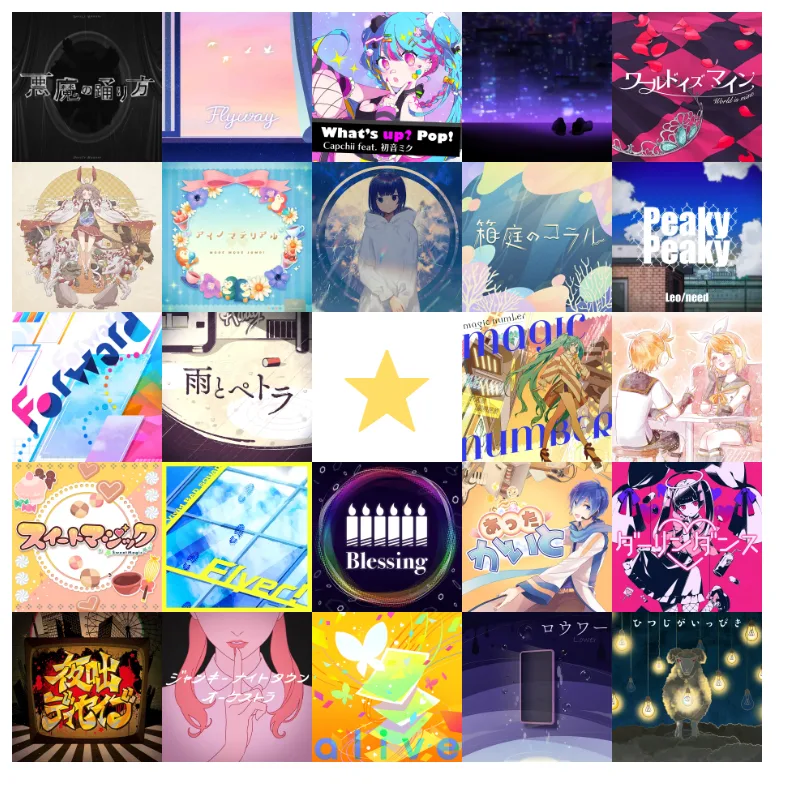 悪魔の踊り方
Flyway
What's up? Pop!
Capchii feat. 初音ミク
ワールドイズマイン
World is mine
アイノマテリアル
MORE MORE JUMP!
箱庭のコラル
Peaky
Peaky
Leo/need
Forward
雨とペトラ
magic number
magic
number
スイートマジック
Sweet Magic
Flyer!
Blessing
あった
かいと
ダーリンダンス
夜咄
ディセイブ
ジャンキーナイトタウン
オーケストラ
alive
ロウワー
Lower
ひつじがいっぴき